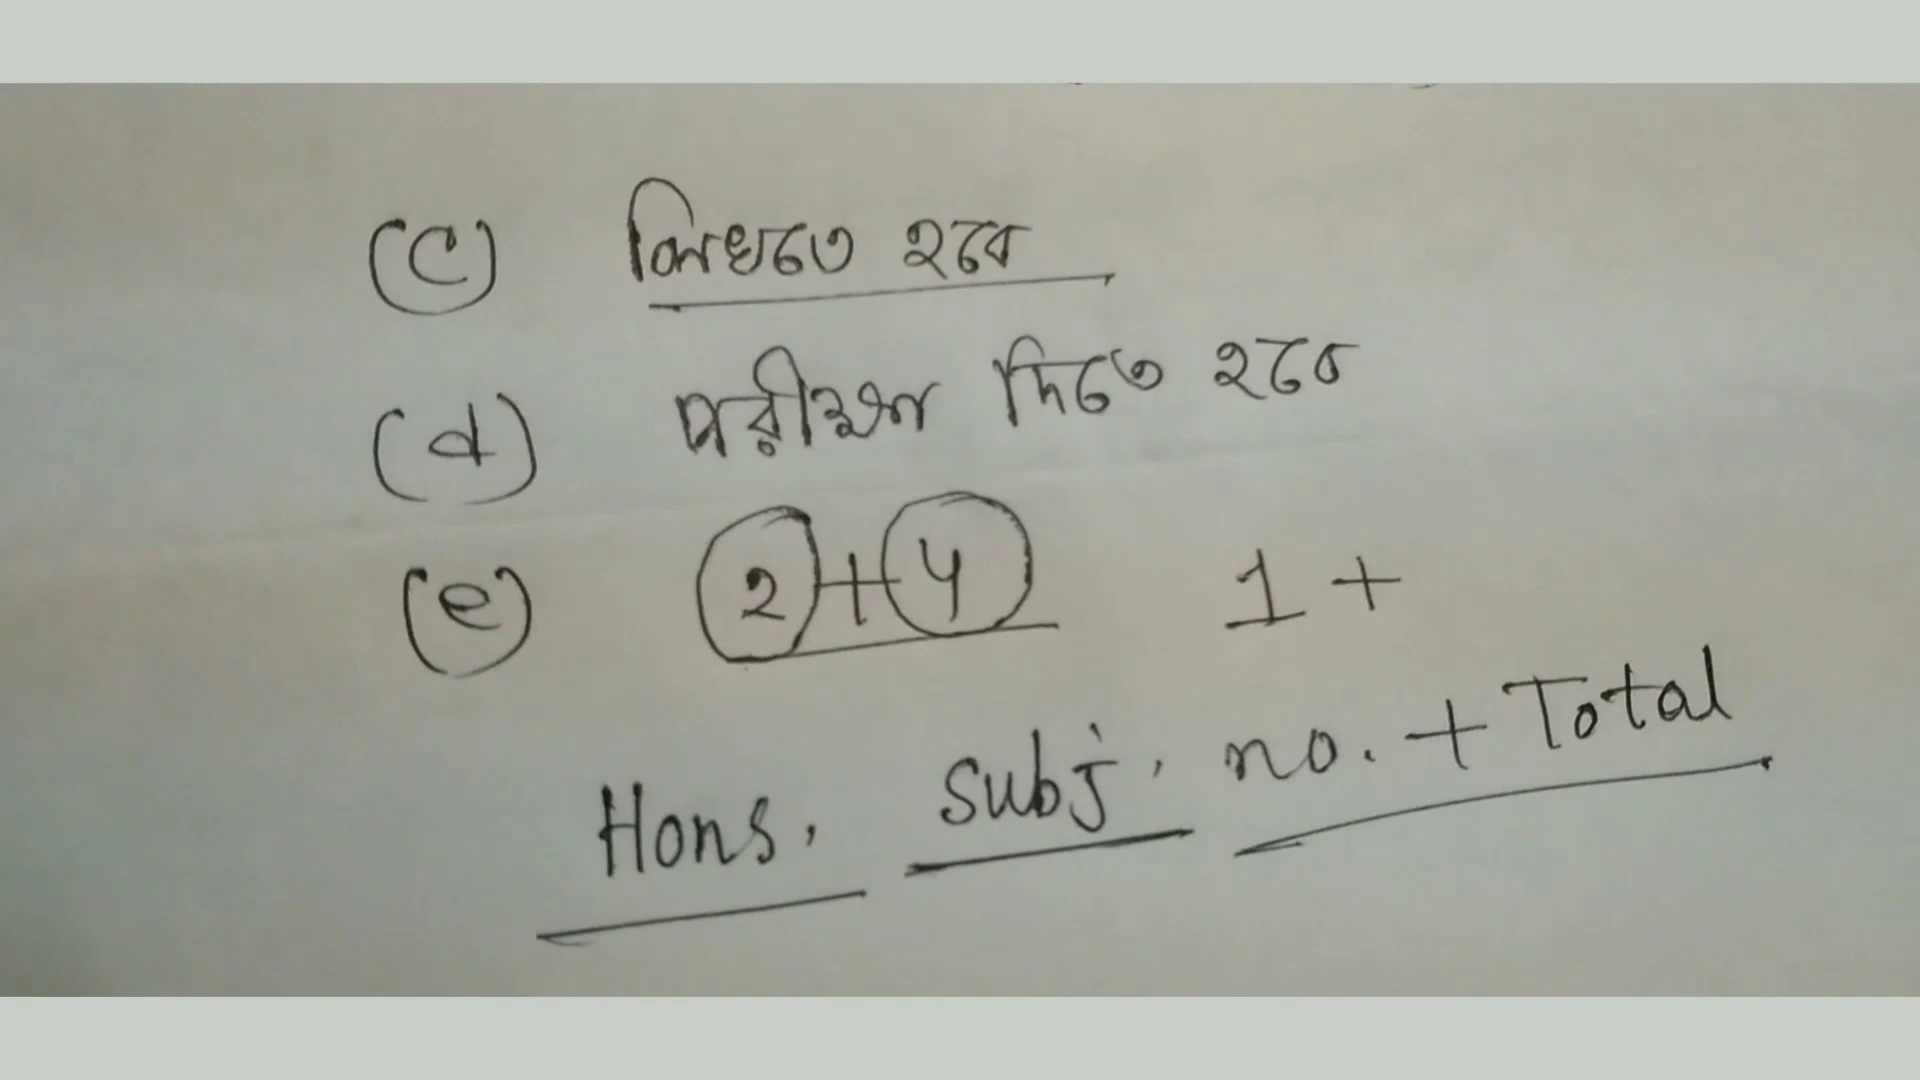 (c) লিখতে হবে
(d) পরীক্ষা দিতে হবে
(e) 2+4 1+
Hons. Subj. no. + Total